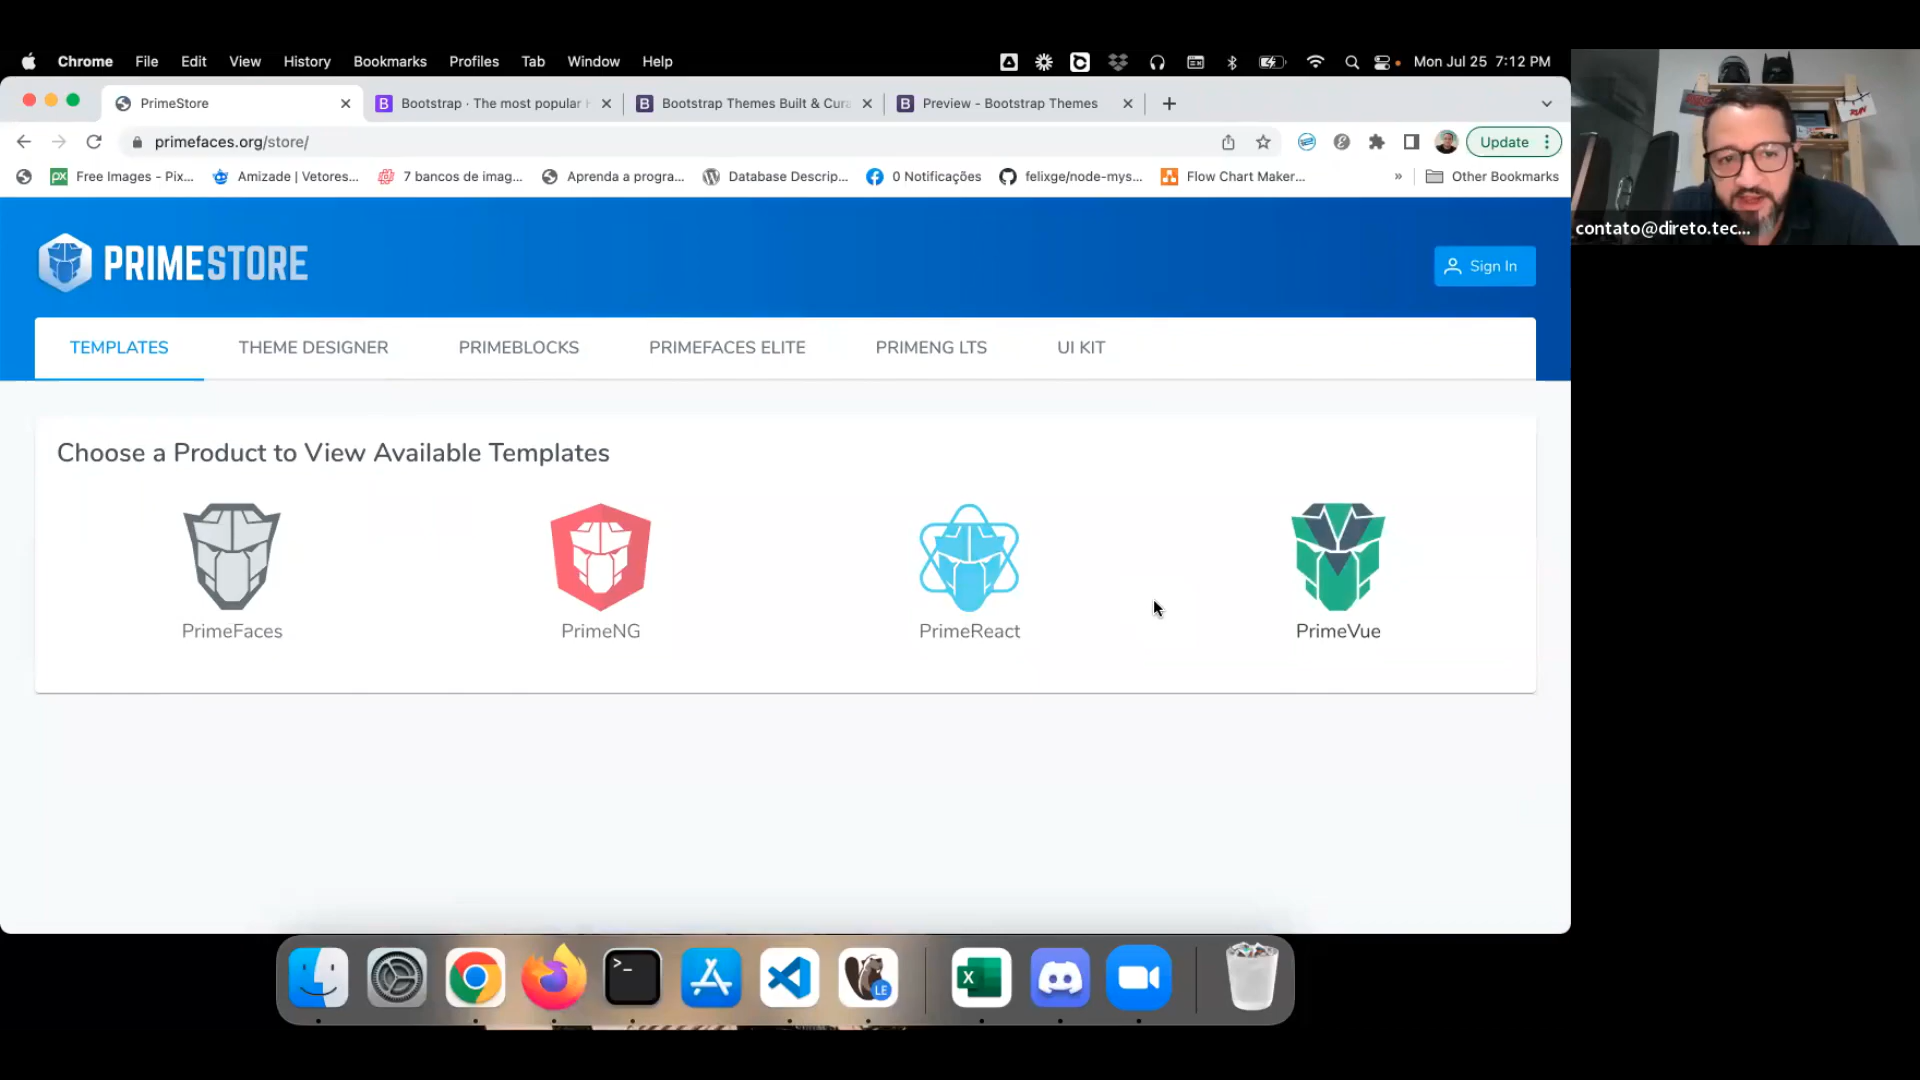 Chrome File Edit View History Bookmarks Profiles Tab Window Help Mon Jul 25 7:12 PM
PrimeStore Bootstrap · The most popular Bootstrap Themes Built & Cura Preview - Bootstrap Themes
primefaces.org/store/ Update
Free Images - Pix... Amizade | Vetores... 7 bancos de imag... Aprenda a progra... Database Descrip... 0 Notificações felixge/node-mys... Flow Chart Maker... » Other Bookmarks
contato@direto.tec...
PRIMESTORE
Sign In
TEMPLATES THEME DESIGNER PRIMEBLOCKS PRIMEFACES ELITE PRIMENG LTS UI KIT
Choose a Product to View Available Templates
PrimeFaces PrimeNG PrimeReact PrimeVue